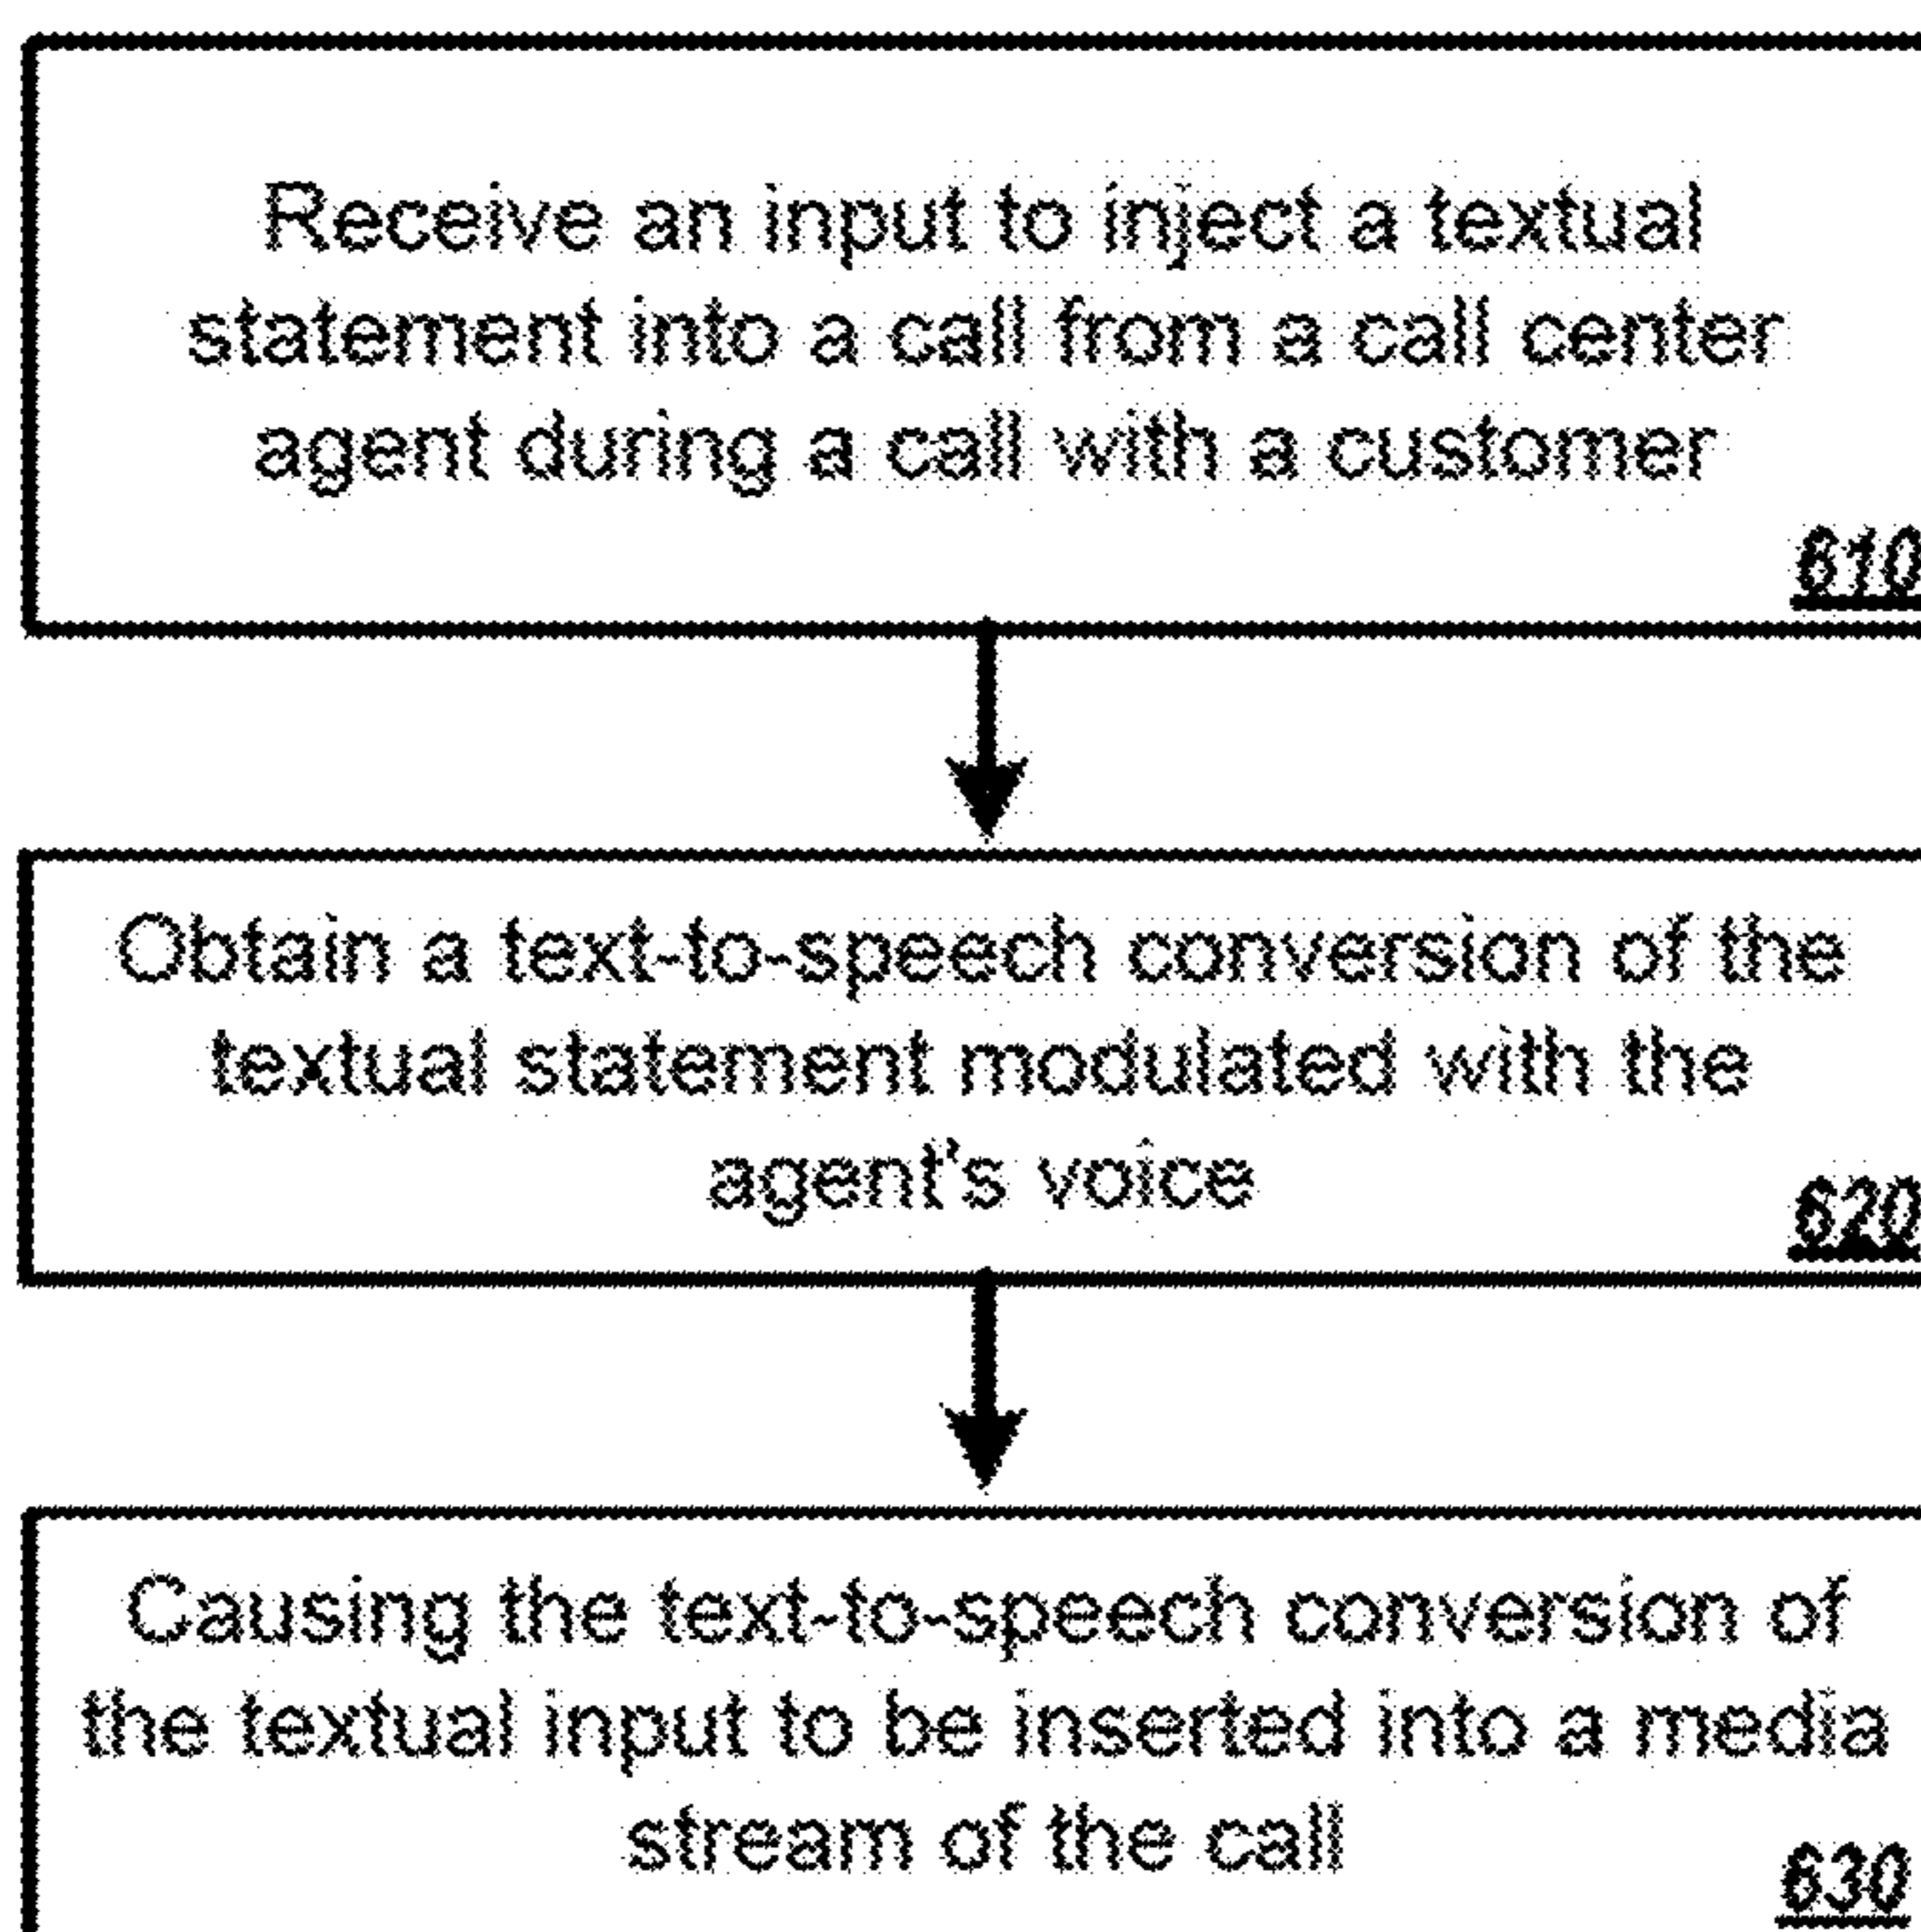 Receive an input to inject a textual
statement into a call from a call center
agent during a call with a customer
610
Obtain a text-to-speech conversion of the
textual statement modulated with the
agent's voice
620
Causing the text-to-speech conversion of
the textual input to be inserted into a media
stream of the call
630